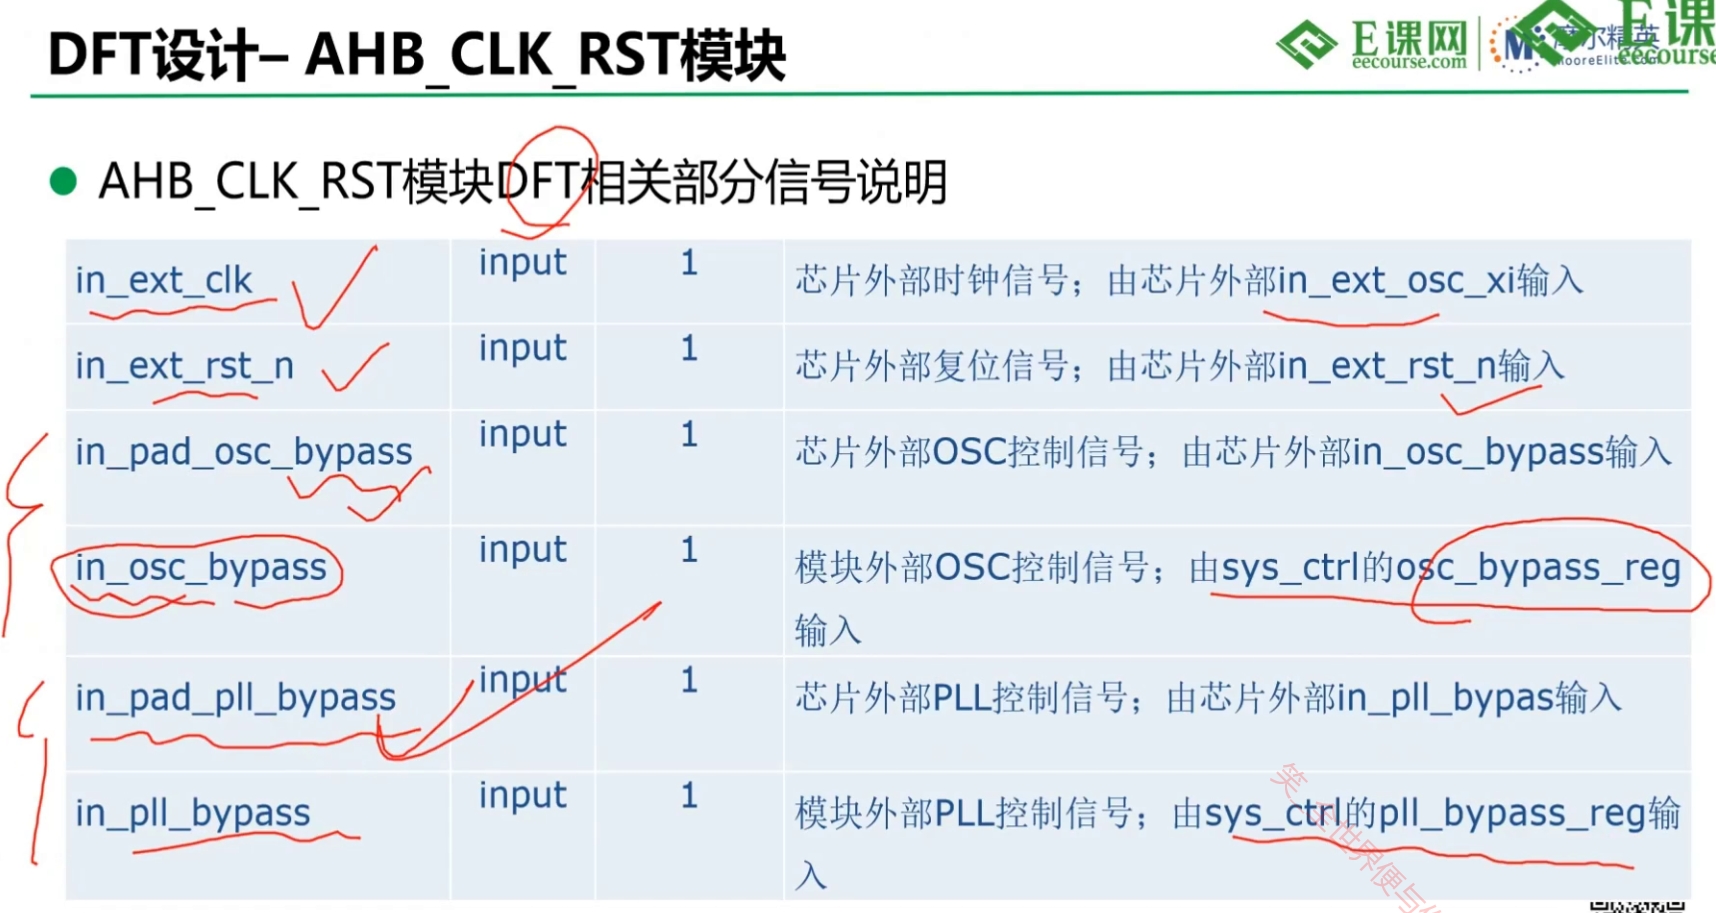 DFT设计– AHB_CLK_RST模块
E课网
eecourse.com
摩尔精英
MooreElite.com
E课
eecourse
AHB_CLK_RST模块DFT相关部分信号说明
in_ext_clk input 1 芯片外部时钟信号；由芯片外部in_ext_osc_xi输入
in_ext_rst_n input 1 芯片外部复位信号；由芯片外部in_ext_rst_n输入
in_pad_osc_bypass input 1 芯片外部OSC控制信号；由芯片外部in_osc_bypass输入
in_osc_bypass input 1 模块外部OSC控制信号；由sys_ctrl的osc_bypass_reg
输入
in_pad_pll_bypass input 1 芯片外部PLL控制信号；由芯片外部in_pll_bypas输入
in_pll_bypass input 1 模块外部PLL控制信号；由sys_ctrl的pll_bypass_reg输
入
笑_全世界便与